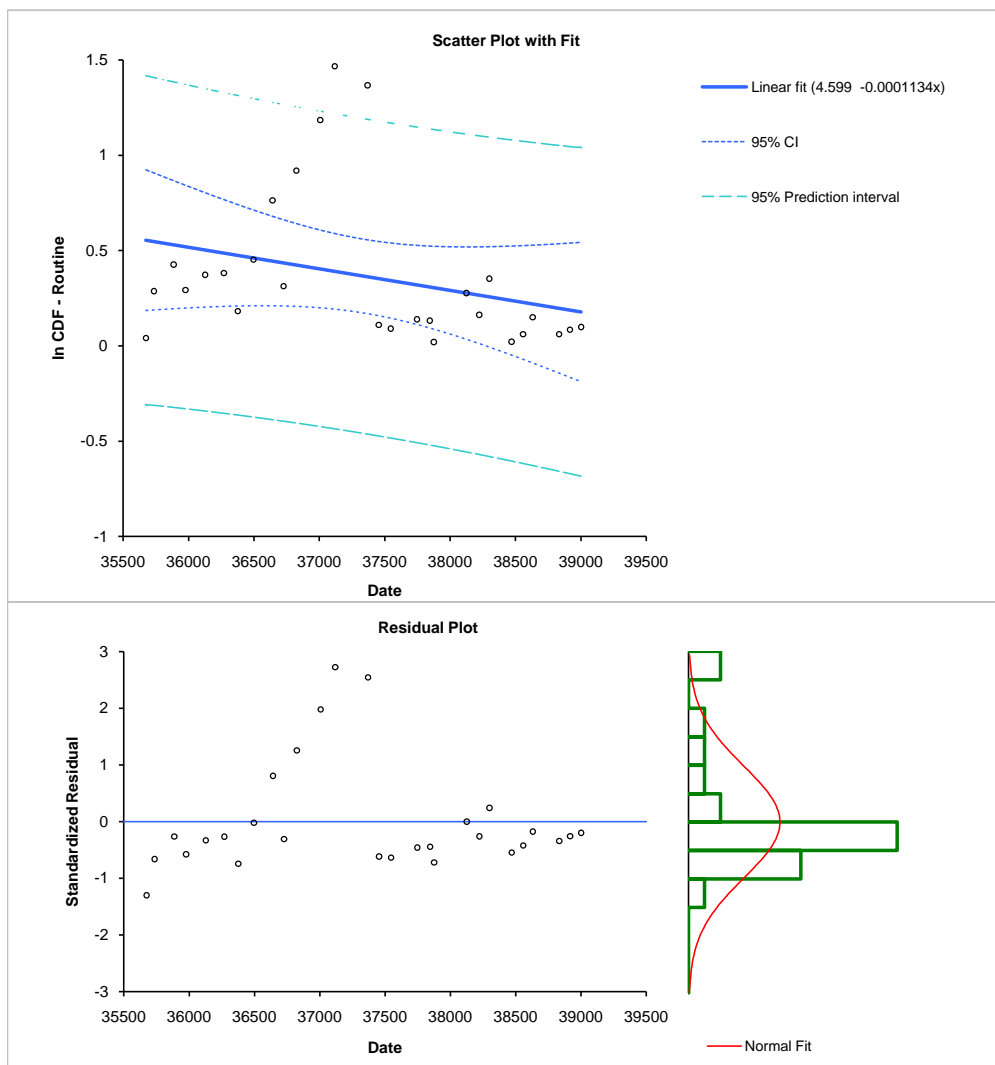 Scatter Plot with Fit
1.5
1
0.5
0
-0.5
-1
ln CDF - Routine
35500 36000 36500 37000 37500 38000 38500 39000 39500
Date
Linear fit (4.599 -0.0001134x)
95% CI
95% Prediction interval
Residual Plot
3
2
1
0
-1
-2
-3
Standardized Residual
35500 36000 36500 37000 37500 38000 38500 39000 39500
Date
Normal Fit